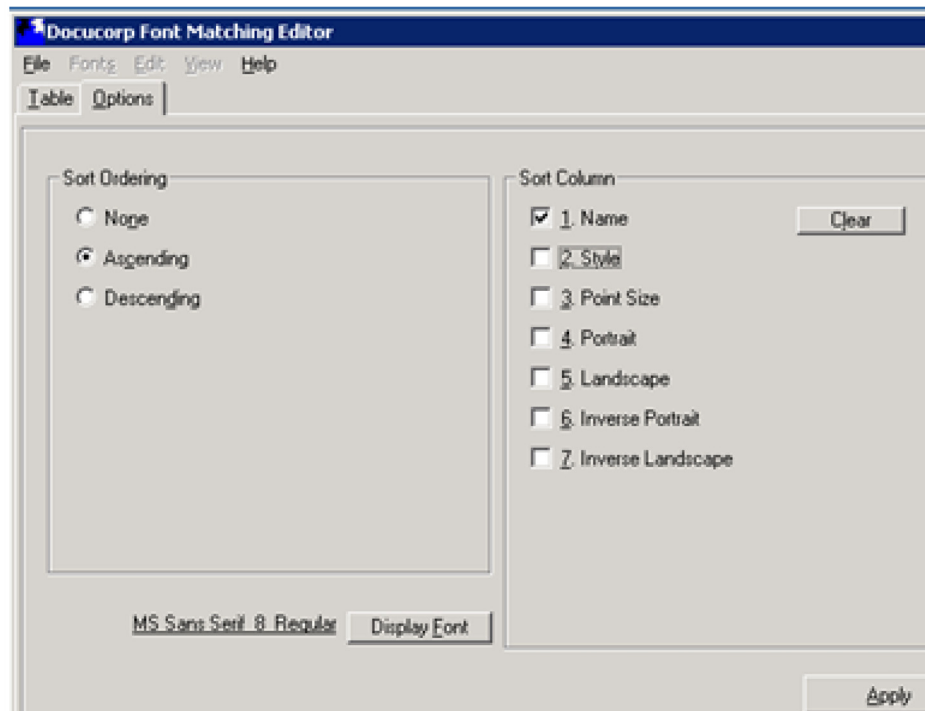 Docucorp Font Matching Editor
File Fonts Edit View Help
Table Options
Sort Ordering
None
Ascending
Descending
Sort Column
1. Name
2. Style
3. Point Size
4. Portrait
5. Landscape
6. Inverse Portrait
7. Inverse Landscape
Clear
MS Sans Serif 8 Regular
Display Font
Apply